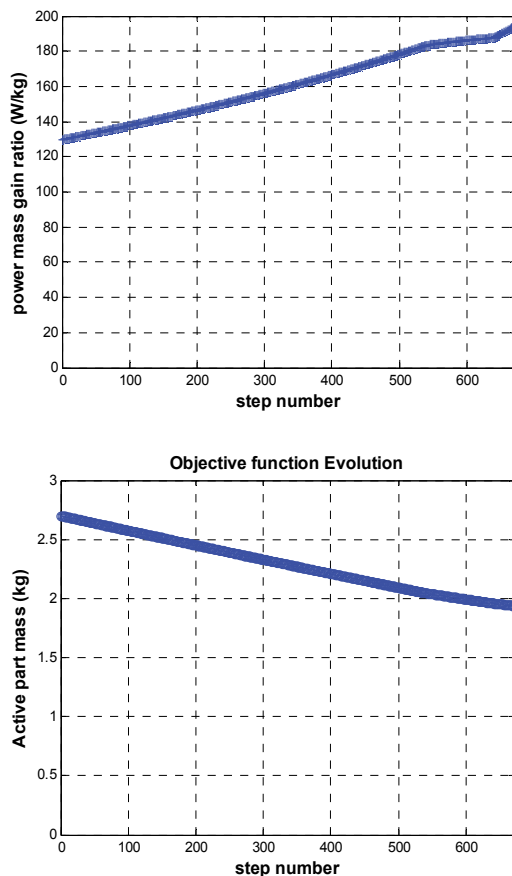 200
180
160
140
120
100
80
60
40
20
0
power mass gain ratio (W/kg)
0 100 200 300 400 500 600
step number
Objective function Evolution
3
2.5
2
1.5
1
0.5
0
Active part mass (kg)
0 100 200 300 400 500 600
step number